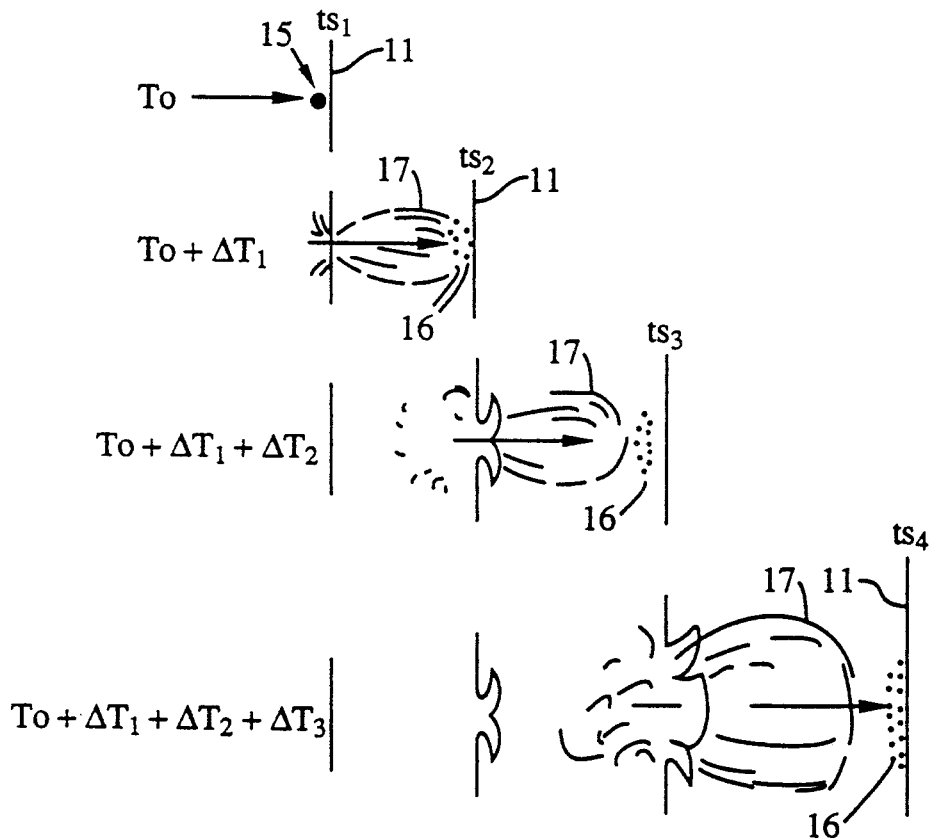 ts₁
15
11
To
ts₂
17
11
To + ΔT₁
16
ts₃
17
To + ΔT₁ + ΔT₂
16
ts₄
17
11
To + ΔT₁ + ΔT₂ + ΔT₃
16